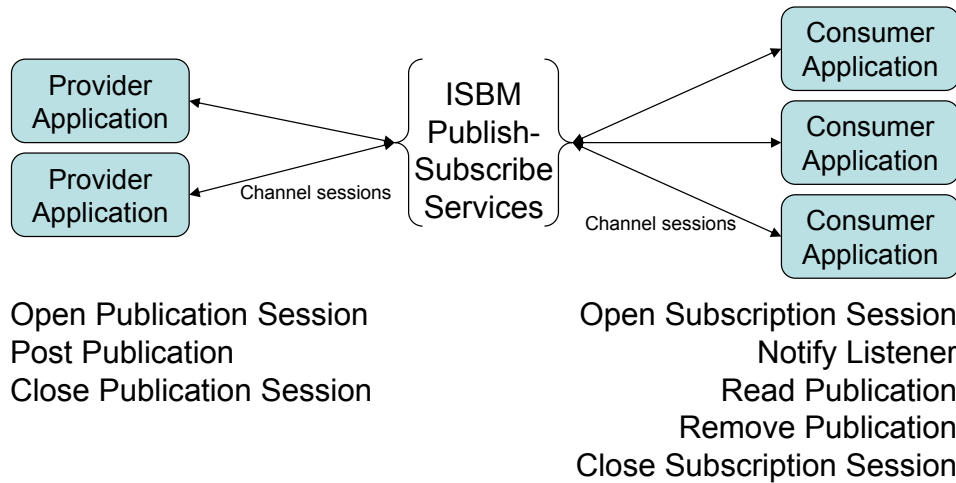 Provider
Application
Provider
Application
Channel sessions
ISBM
Publish-
Subscribe
Services
Channel sessions
Consumer
Application
Consumer
Application
Consumer
Application
Open Publication Session
Post Publication
Close Publication Session
Open Subscription Session
Notify Listener
Read Publication
Remove Publication
Close Subscription Session